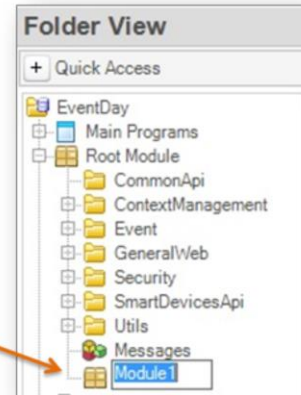 Folder View
+ Quick Access
EventDay
Main Programs
Root Module
CommonApi
ContextManagement
Event
GeneralWeb
Security
SmartDevicesApi
Utils
Messages
Module1